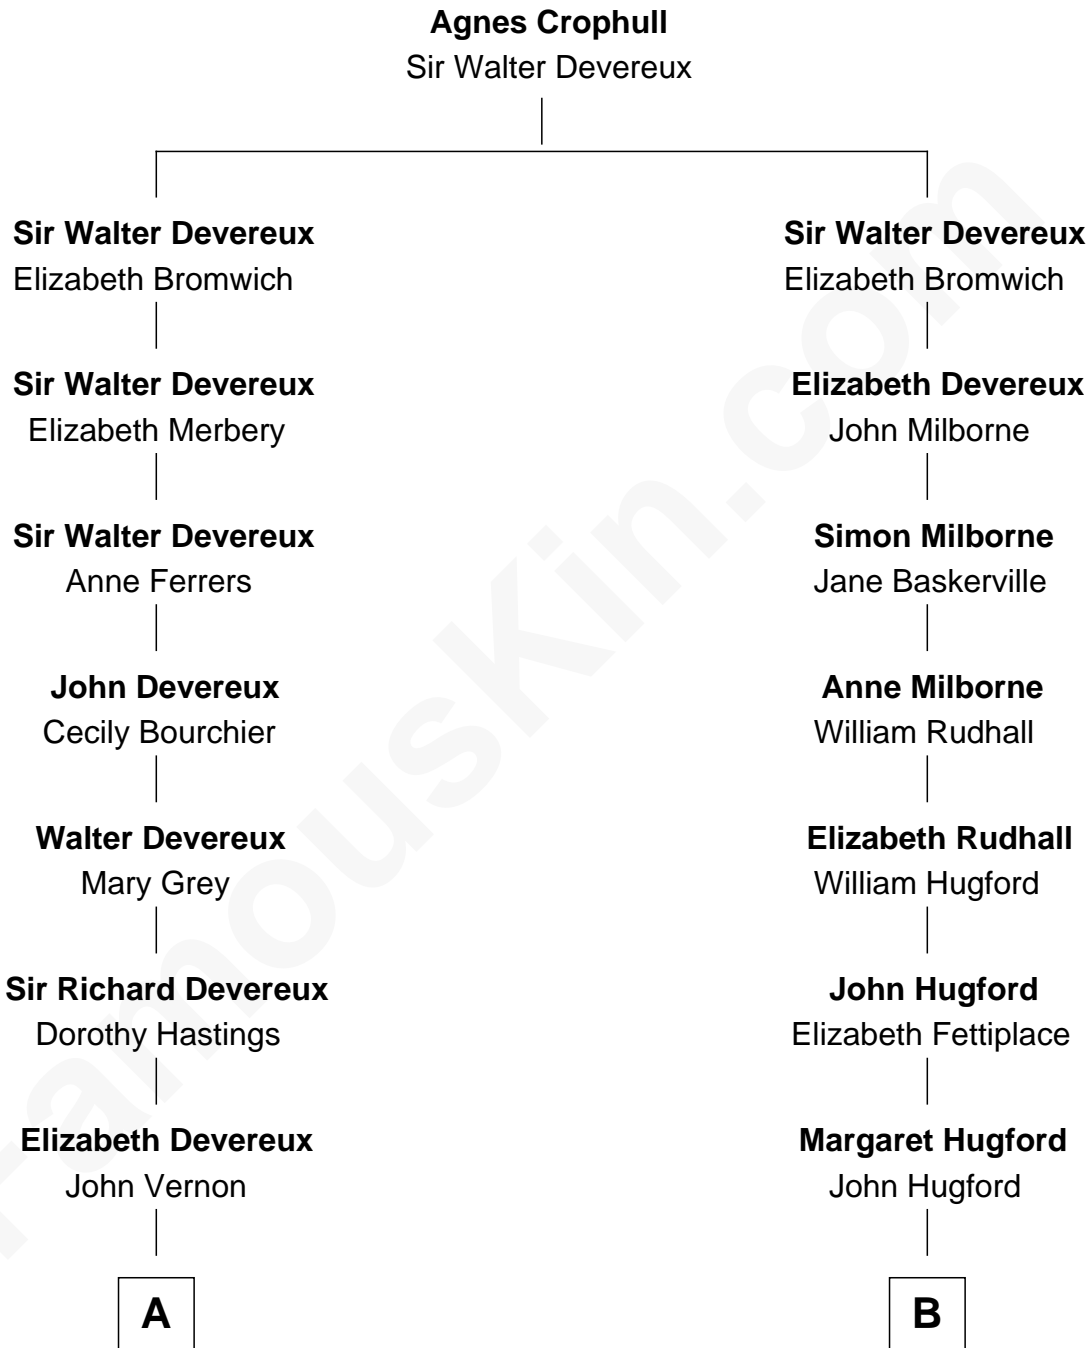 Agnes Crophull
Sir Walter Devereux
Sir Walter Devereux
Elizabeth Bromwich
Sir Walter Devereux
Elizabeth Merbery
Sir Walter Devereux
Anne Ferrers
John Devereux
Cecily Bourchier
Walter Devereux
Mary Grey
Sir Richard Devereux
Dorothy Hastings
Elizabeth Devereux
John Vernon
A
Sir Walter Devereux
Elizabeth Bromwich
Elizabeth Devereux
John Milborne
Simon Milborne
Jane Baskerville
Anne Milborne
William Rudhall
Elizabeth Rudhall
William Hugford
John Hugford
Elizabeth Fettiplace
Margaret Hugford
John Hugford
B
FamousKin.com